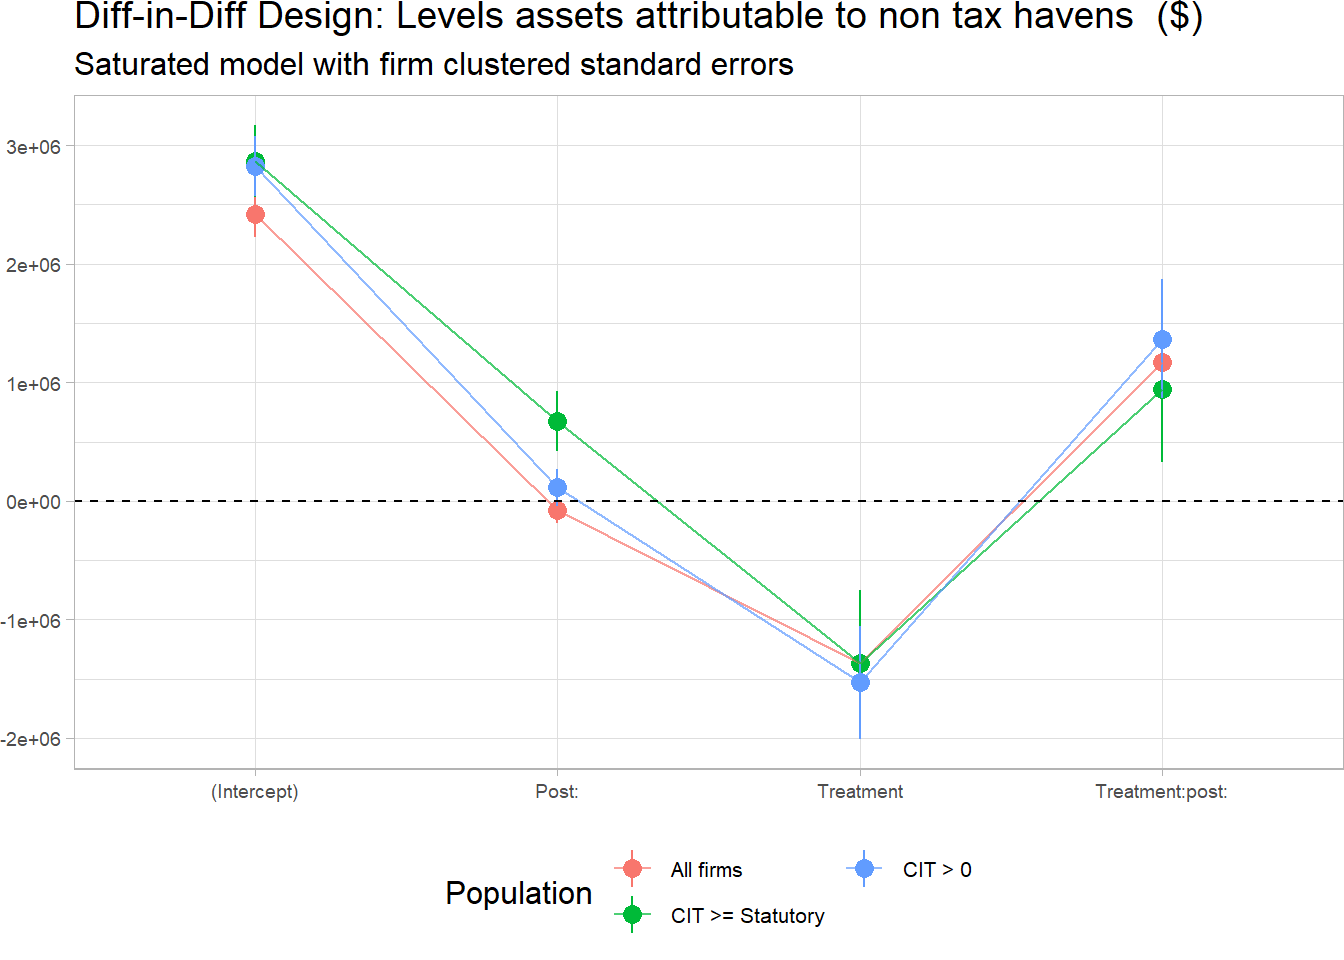 Diff-in-Diff Design: Levels assets attributable to non tax havens  ($)
Saturated model with firm clustered standard errors
3e+06
2e+06
1e+06
0e+00
-1e+06
-2e+06
(Intercept) Post: Treatment Treatment:post:
Population
All firms
CIT > 0
CIT >= Statutory